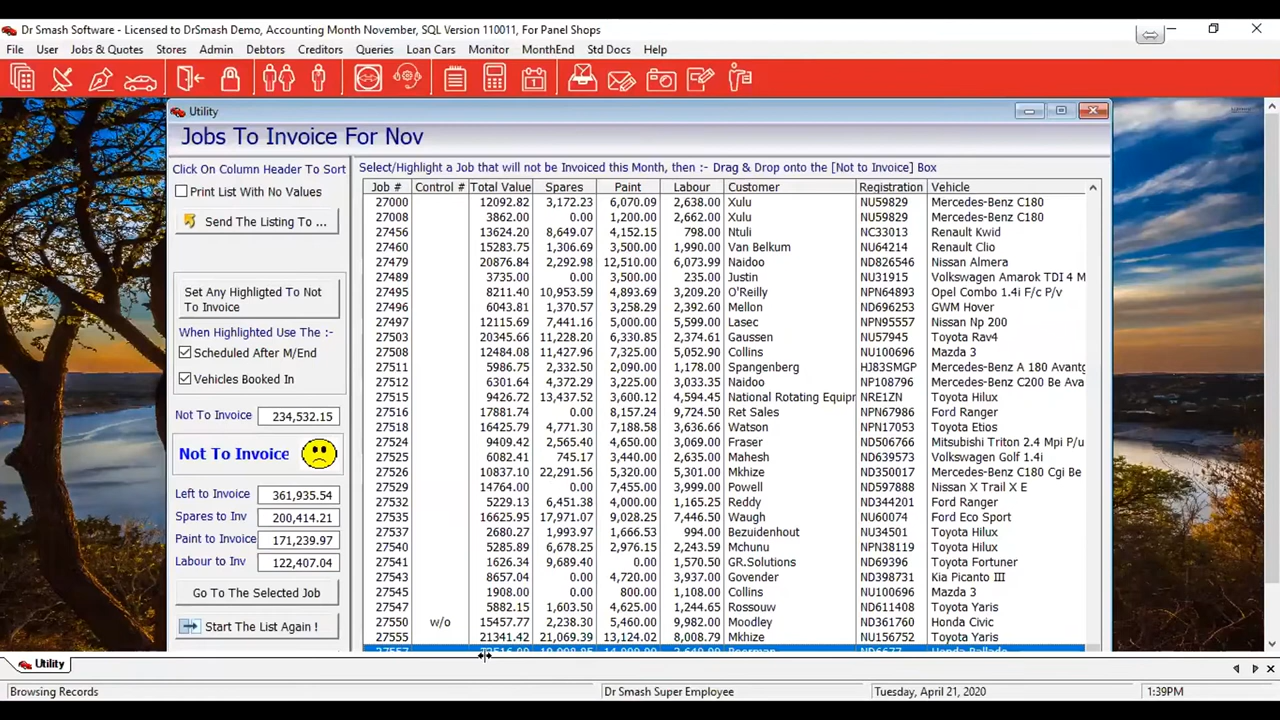 Dr Smash Software - Licensed to DrSmash Demo, Accounting Month November, SQL Version 110011, For Panel Shops
File User Jobs & Quotes Stores Admin Debtors Creditors Queries Loan Cars Monitor MonthEnd Std Docs Help
Utility
Jobs To Invoice For Nov
Click On Column Header To Sort
Print List With No Values
Send The Listing To ...
Set Any Highligted To Not
To Invoice
When Highlighted Use The :-
Scheduled After M/End
Vehicles Booked In
Not To Invoice 234,532.15
Not To Invoice
Left to Invoice 361,935.54
Spares to Inv 200,414.21
Paint to Invoice 171,239.97
Labour to Inv 122,407.04
Go To The Selected Job
Start The List Again !
Select/Highlight a Job that will not be Invoiced this Month, then :- Drag & Drop onto the [Not to Invoice] Box
Job # Control # Total Value Spares Paint Labour Customer Registration Vehicle
27000 12092.82 3,172.23 6,070.09 2,638.00 Xulu NU59829 Mercedes-Benz C180
27008 3862.00 0.00 1,200.00 2,662.00 Xulu NU59829 Mercedes-Benz C180
27456 13624.20 8,649.07 4,152.15 798.00 Ntuli NC33013 Renault Kwid
27460 15283.75 1,306.69 3,500.00 1,990.00 Van Belkum NU64214 Renault Clio
27479 20876.84 2,292.98 12,510.00 6,073.99 Naidoo ND826546 Nissan Almera
27489 3735.00 0.00 3,500.00 235.00 Justin NU31915 Volkswagen Amarok TDI 4 M
27495 8211.40 10,953.59 4,893.69 3,209.20 O'Reilly NPN64893 Opel Combo 1.4i F/c P/v
27496 6043.81 1,370.57 3,258.29 2,392.60 Mellon ND696253 GWM Hover
27497 12115.69 7,441.16 5,000.00 5,599.00 Lasec NPN95557 Nissan Np 200
27503 20345.66 11,228.20 6,330.85 2,374.61 Gaussen NU57945 Toyota Rav4
27508 12484.08 11,427.96 7,325.00 5,052.90 Collins NU100696 Mazda 3
27511 5986.75 2,332.50 2,090.00 1,178.00 Spangenberg HJ83SMGP Mercedes-Benz A 180 Avantg
27512 6301.64 4,372.29 3,225.00 3,033.35 Naidoo NP108796 Mercedes-Benz C200 Be Ava
27515 9426.72 13,437.52 3,600.12 4,594.45 National Rotating Equipr NRE1ZN Toyota Hilux
27516 17881.74 0.00 8,157.24 9,724.50 Ret Sales NPN67986 Ford Ranger
27518 16425.79 4,771.30 7,188.58 3,636.66 Watson NPN17053 Toyota Etios
27524 9409.42 2,565.40 4,650.00 3,069.00 Fraser ND506766 Mitsubishi Triton 2.4 Mpi P/u
27525 6082.41 745.17 3,440.00 2,635.00 Mahesh ND639573 Volkswagen Golf 1.4i
27526 10837.10 22,291.56 5,320.00 5,301.00 Mkhize ND350017 Mercedes-Benz C180 Cgi Be
27529 14764.00 0.00 7,455.00 3,999.00 Powell ND597888 Nissan X Trail X E
27532 5229.13 6,451.38 4,000.00 1,165.25 Reddy ND344201 Ford Ranger
27535 16625.95 17,971.07 9,028.25 7,446.50 Waugh NU60074 Ford Eco Sport
27537 2680.27 1,993.97 1,666.53 994.00 Bezuidenhout NU34501 Toyota Hilux
27540 5285.89 6,678.25 2,976.15 2,243.59 Mchunu NPN38119 Toyota Hilux
27541 1626.34 9,689.40 0.00 1,570.50 GR.Solutions ND69396 Toyota Fortuner
27543 8657.04 0.00 4,720.00 3,937.00 Govender ND398731 Kia Picanto III
27545 1908.00 0.00 800.00 1,108.00 Collins NU100696 Mazda 3
27547 5882.15 1,603.50 4,625.00 1,244.65 Rossouw ND611408 Toyota Yaris
27550 w/o 15457.77 2,238.30 5,460.00 9,982.00 Moodley ND361760 Honda Civic
27555 21341.42 21,069.39 13,124.02 8,008.79 Mkhize NU156752 Toyota Yaris
Utility
Browsing Records Dr Smash Super Employee Tuesday, April 21, 2020 1:39PM